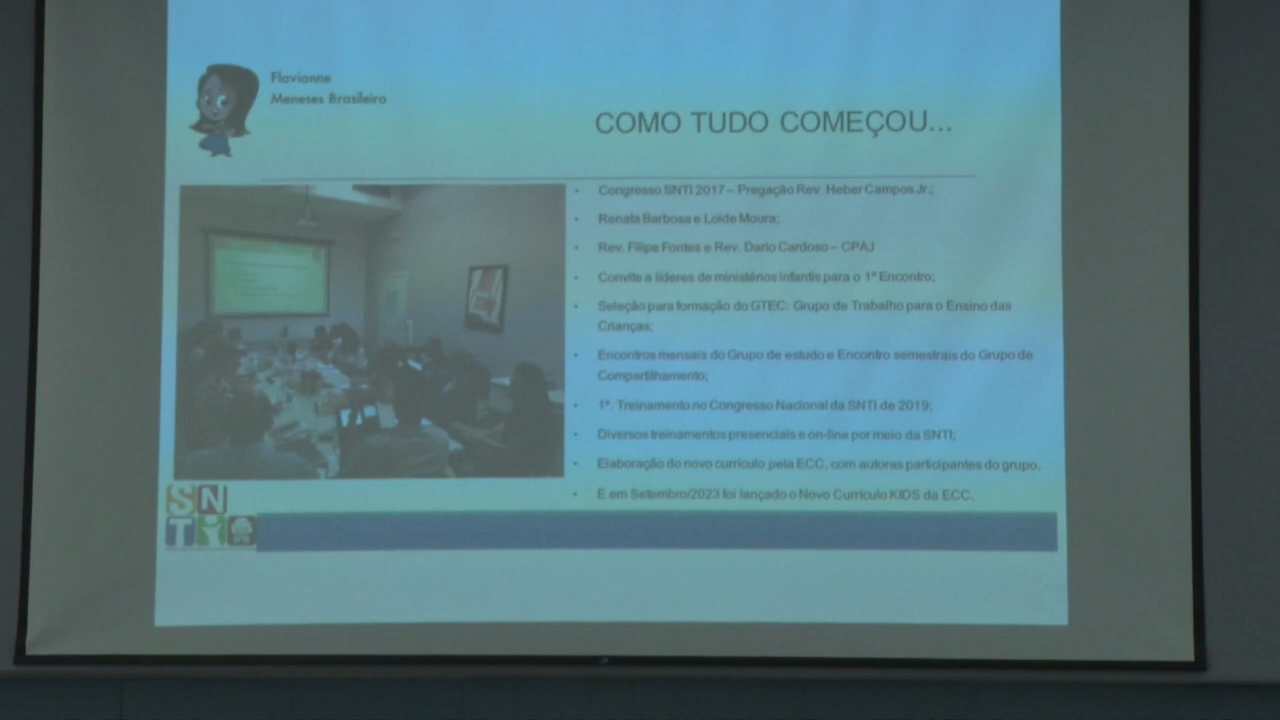 Flavianne
Meneses Brasileiro
COMO TUDO COMEÇOU...
• Congresso SNTI 2017 – Pregação Rev. Heber Campos Jr.;
• Renata Barbosa e Loide Moura;
• Rev. Filipe Fontes e Rev. Dario Cardoso – CPAJ
• Convite a líderes de ministérios infantis para o 1º Encontro;
• Seleção para formação do GTEC: Grupo de Trabalho para o Ensino das
Crianças;
• Encontros mensais do Grupo de estudo e Encontro semestrais do Grupo de
Compartilhamento;
• 1º. Treinamento no Congresso Nacional da SNTI de 2019;
• Diversos treinamentos presenciais e on-line por meio da SNTI;
• Elaboração do novo currículo pela ECC, com autoras participantes do grupo.
• E em Setembro/2023 foi lançado o Novo Currículo KIDS da ECC.
SN
Ti